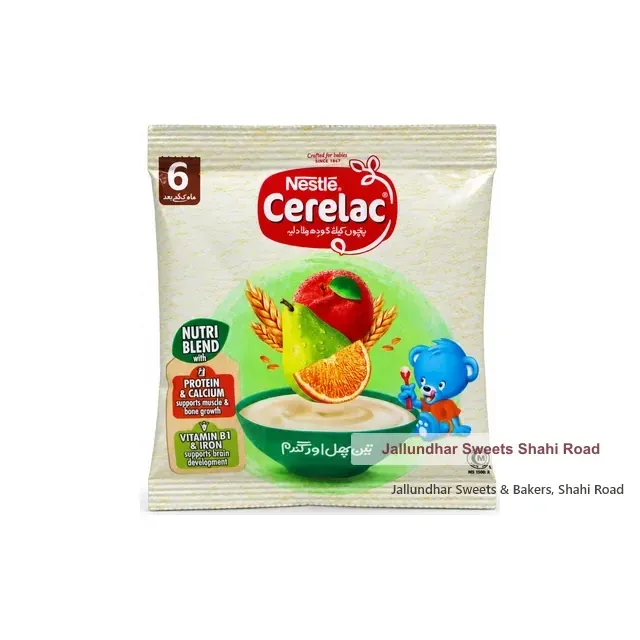 Crafted for babies
SINCE 1867
6
ماہ کے بعد
Nestlé®
Cerelac®
بچوں کیلئے دودھ ملا دلیہ
NUTRI
BLEND
with
PROTEIN
& CALCIUM
supports muscle &
bone growth
VITAMIN B1
& IRON
supports brain
development
تین پھل اور گندم
Jallundhar Sweets Shahi Road
M
Jallundhar Sweets & Bakers, Shahi Road